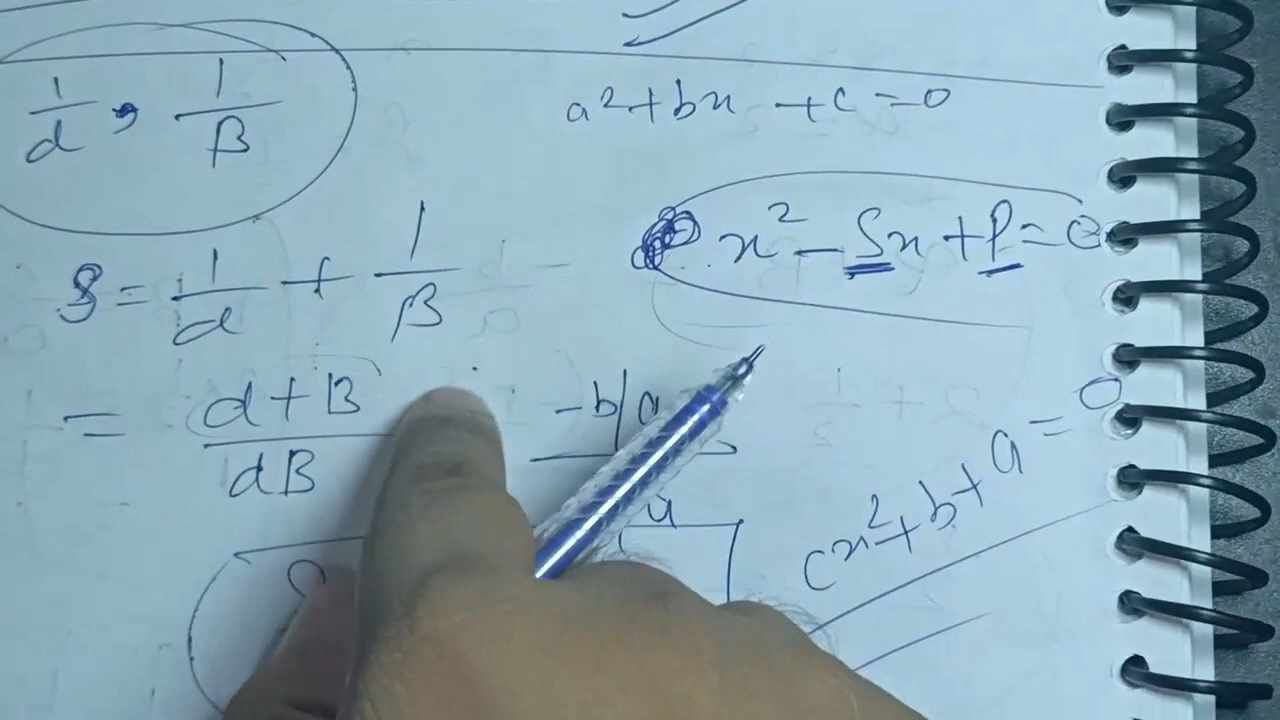 1/α , 1/β
a²+bx +c=0
x² - Sx + P = 0
S = 1/α + 1/β
= α+β/αβ
-b/a
cx²+b+a=0